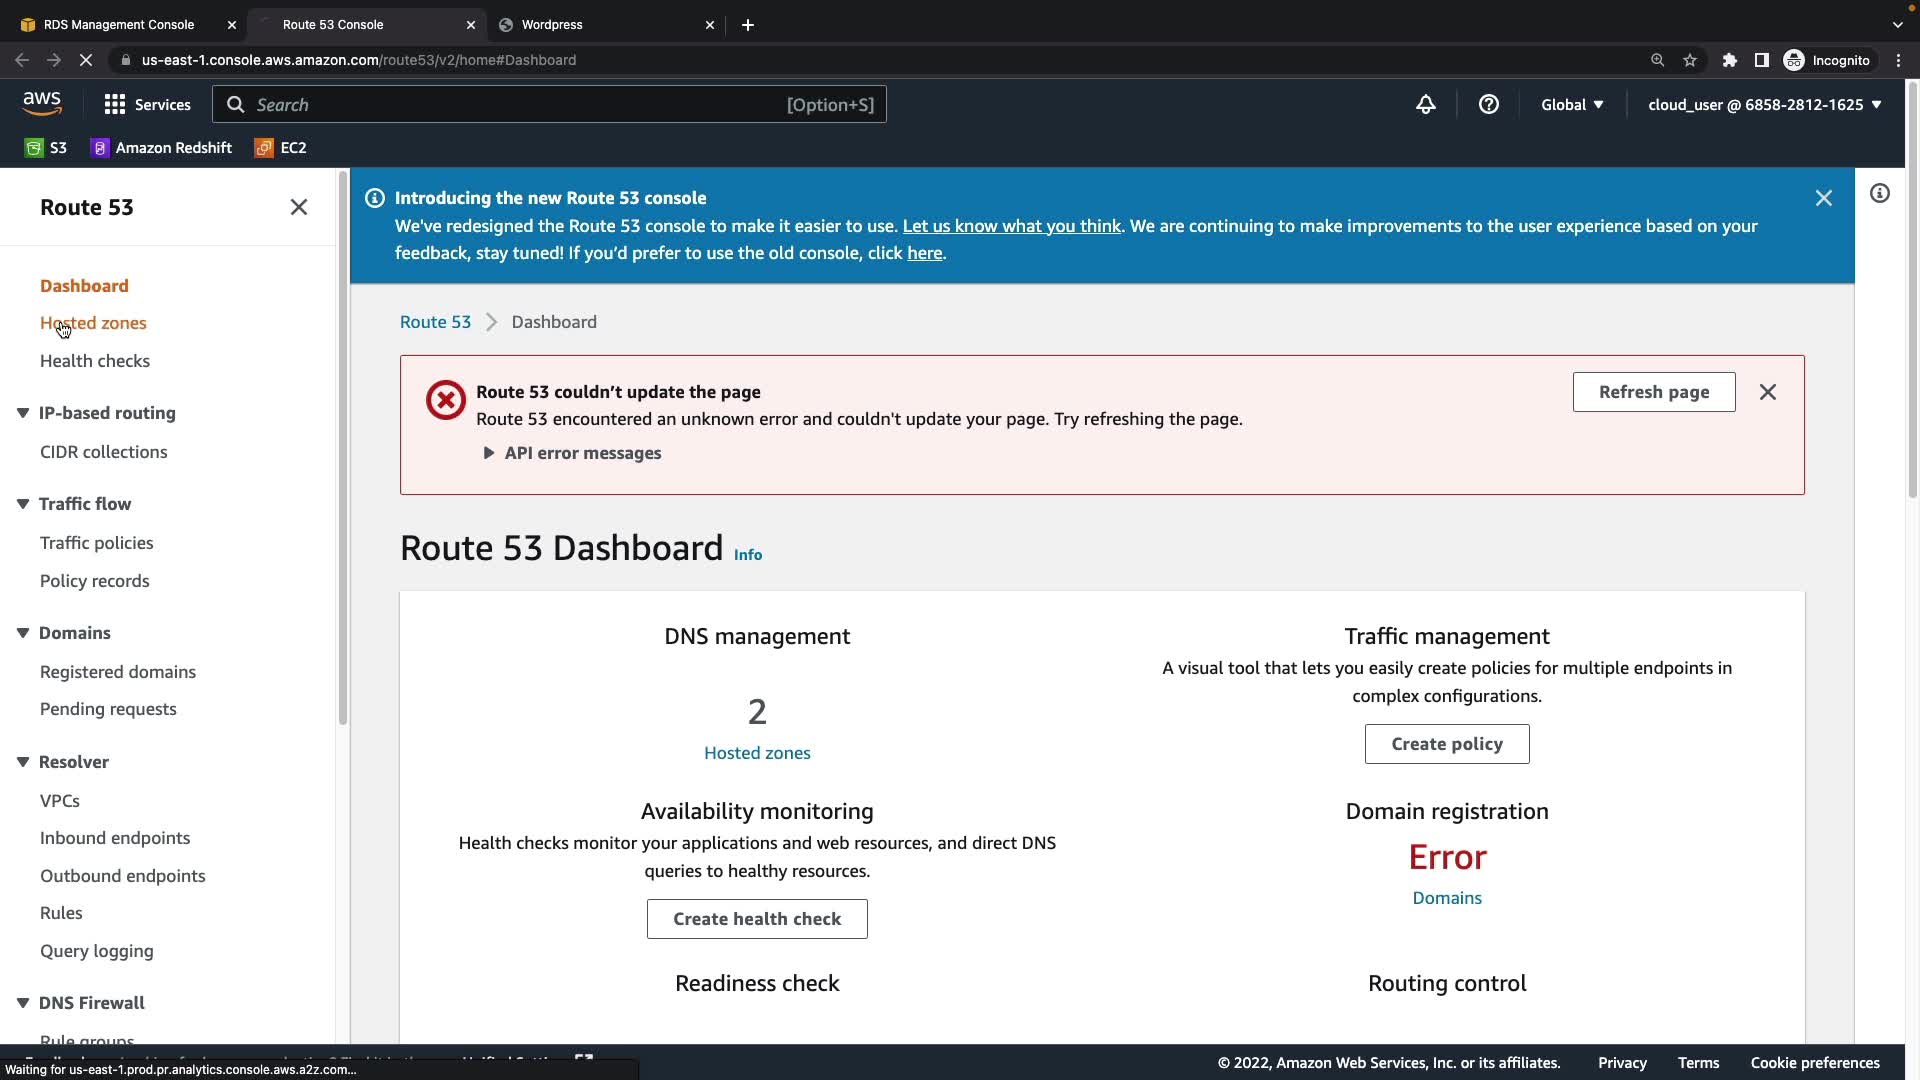 RDS Management Console
Route 53 Console
Wordpress
us-east-1.console.aws.amazon.com/route53/v2/home#Dashboard
Incognito
aws
Services
Search
[Option+S]
Global
cloud_user @ 6858-2812-1625
S3
Amazon Redshift
EC2
Route 53
Dashboard
Hosted zones
Health checks
IP-based routing
CIDR collections
Traffic flow
Traffic policies
Policy records
Domains
Registered domains
Pending requests
Resolver
VPCs
Inbound endpoints
Outbound endpoints
Rules
Query logging
DNS Firewall
Rule groups
Introducing the new Route 53 console
We've redesigned the Route 53 console to make it easier to use. Let us know what you think. We are continuing to make improvements to the user experience based on your
feedback, stay tuned! If you'd prefer to use the old console, click here.
Route 53
Dashboard
Route 53 couldn't update the page
Route 53 encountered an unknown error and couldn't update your page. Try refreshing the page.
API error messages
Refresh page
Route 53 Dashboard
Info
DNS management
2
Hosted zones
Traffic management
A visual tool that lets you easily create policies for multiple endpoints in
complex configurations.
Create policy
Availability monitoring
Health checks monitor your applications and web resources, and direct DNS
queries to healthy resources.
Create health check
Domain registration
Error
Domains
Readiness check
Routing control
Waiting for us-east-1.prod.pr.analytics.console.aws.a2z.com...
© 2022, Amazon Web Services, Inc. or its affiliates.
Privacy
Terms
Cookie preferences